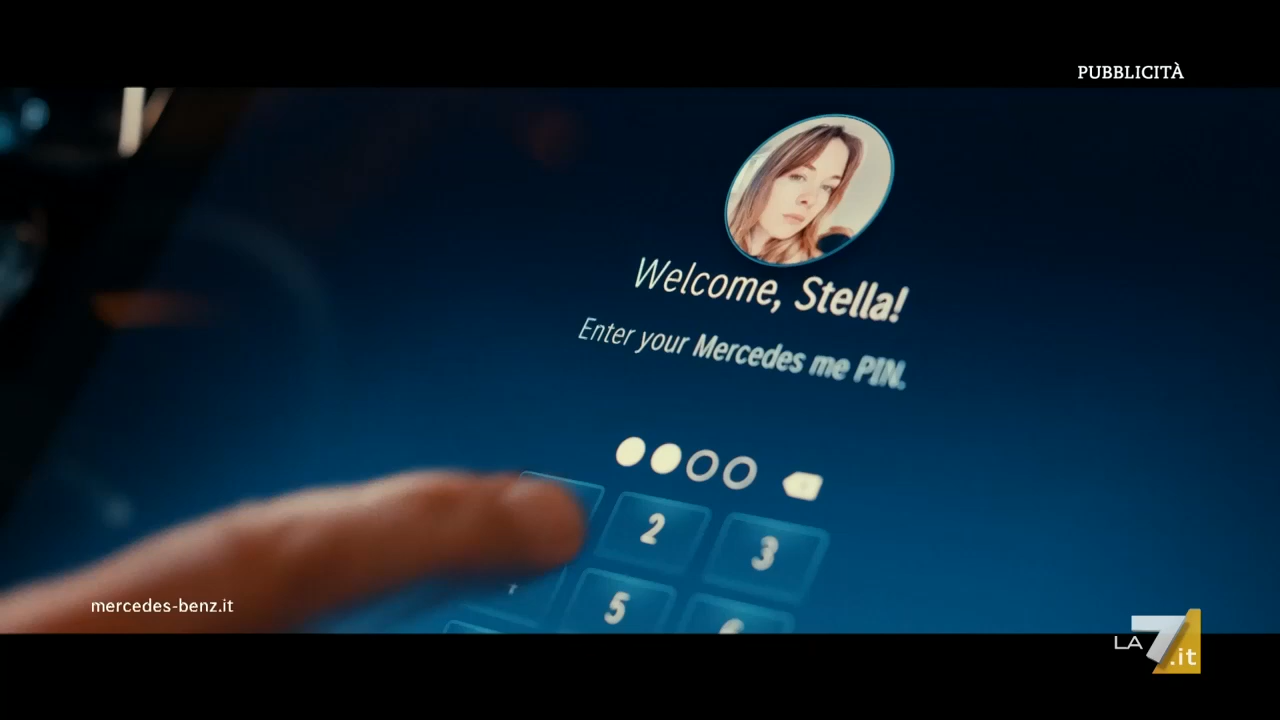 PUBBLICITÀ
Welcome, Stella!
Enter your Mercedes me PIN.
2
3
5
mercedes-benz.it
LA7.it